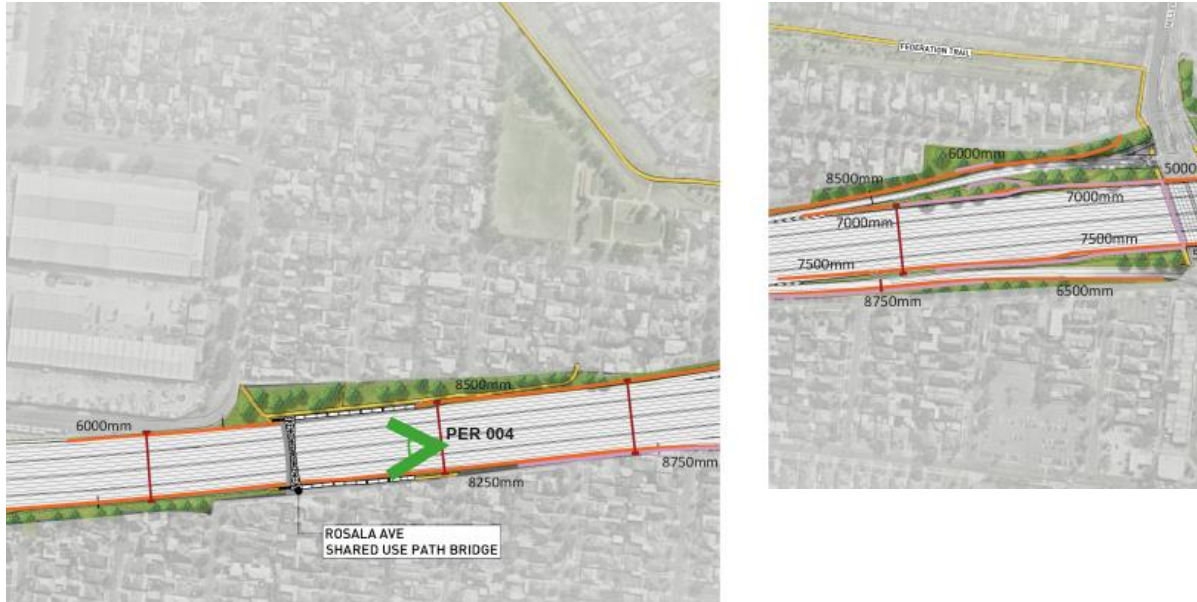 6000mm
8500mm
PER 004
8750mm
8250mm
ROSALA AVE
SHARED USE PATH BRIDGE
FEDERATION TRAIL
6000mm
5000
8500mm
7000mm
7000mm
7500mm
7500mm
8750mm
6500mm